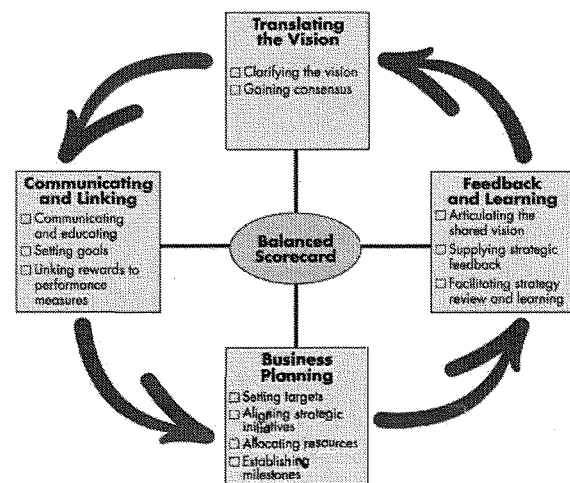 Translating
the Vision
☐ Clarifying the vision
☐ Gaining consensus
Communicating
and Linking
☐ Communicating
and educating
☐ Setting goals
☐ Linking rewards to
performance
measures
Balanced
Scorecard
Feedback
and Learning
☐ Articulating the
shared vision
☐ Supplying strategic
feedback
☐ Facilitating strategy
review and learning
Business
Planning
☐ Setting targets
☐ Aligning strategic
initiatives
☐ Allocating resources
☐ Establishing
milestones